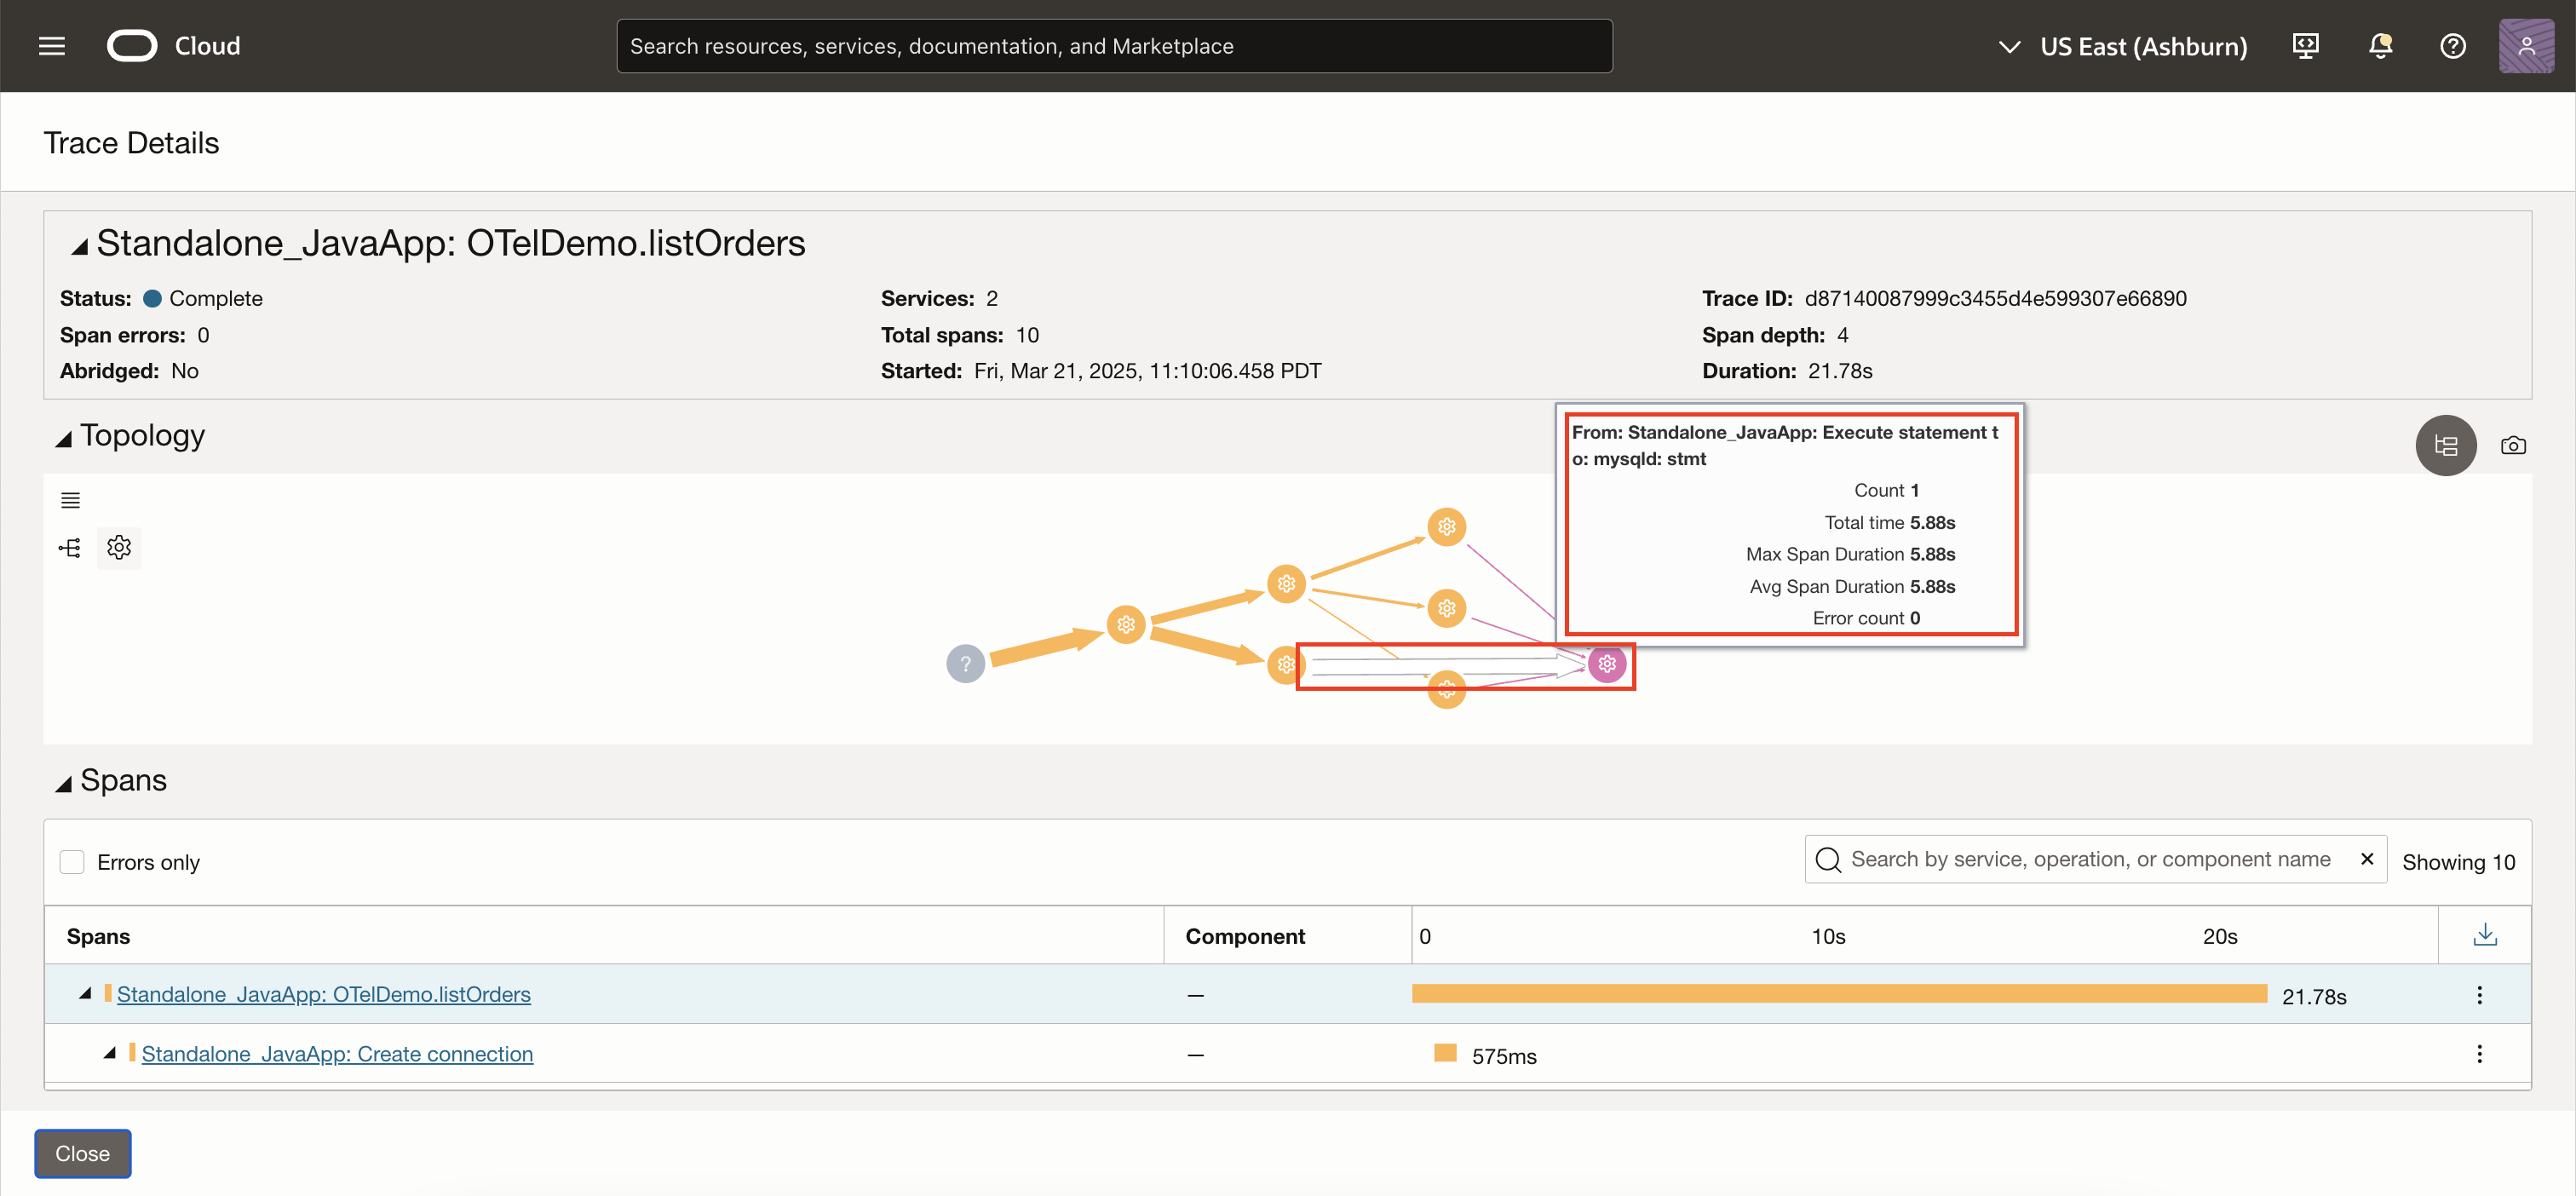 Cloud
Search resources, services, documentation, and Marketplace
US East (Ashburn)
Trace Details
Standalone_JavaApp: OTelDemo.listOrders
Status: Complete
Services: 2
Trace ID: d87140087999c3455d4e599307e66890
Span errors: 0
Total spans: 10
Span depth: 4
Abridged: No
Started: Fri, Mar 21, 2025, 11:10:06.458 PDT
Duration: 21.78s
Topology
From: Standalone_JavaApp: Execute statement t
o: mysqld: stmt
Count 1
Total time 5.88s
Max Span Duration 5.88s
Avg Span Duration 5.88s
Error count 0
?
Spans
Errors only
Search by service, operation, or component name
Showing 10
Spans
Component
0
10s
20s
Standalone_JavaApp: OTelDemo.listOrders
—
21.78s
Standalone_JavaApp: Create connection
—
575ms
Close